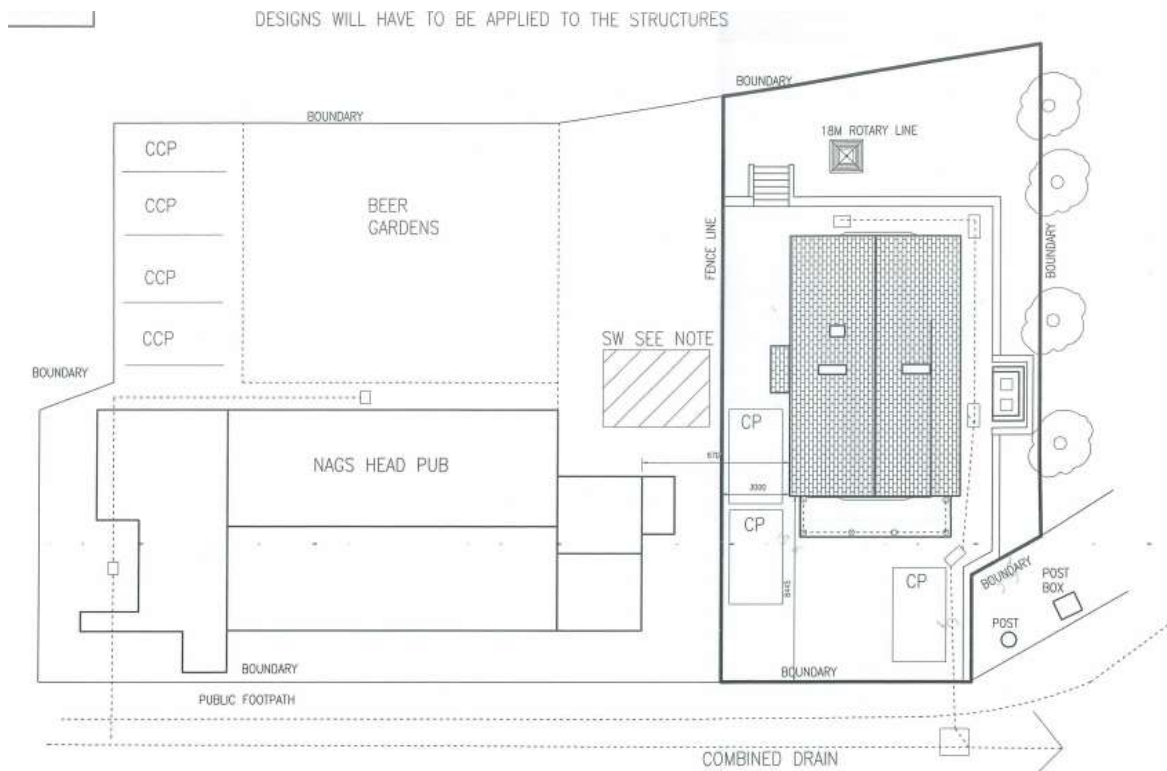 DESIGNS WILL HAVE TO BE APPLIED TO THE STRUCTURES
BOUNDARY
BOUNDARY
18M ROTARY LINE
CCP
CCP
CCP
CCP
BEER
GARDENS
FENCE LINE
BOUNDARY
SW SEE NOTE
BOUNDARY
CP
NAGS HEAD PUB
670
3000
CP
8445
CP
BOUNDARY
POST
BOX
POST
BOUNDARY
BOUNDARY
PUBLIC FOOTPATH
COMBINED DRAIN